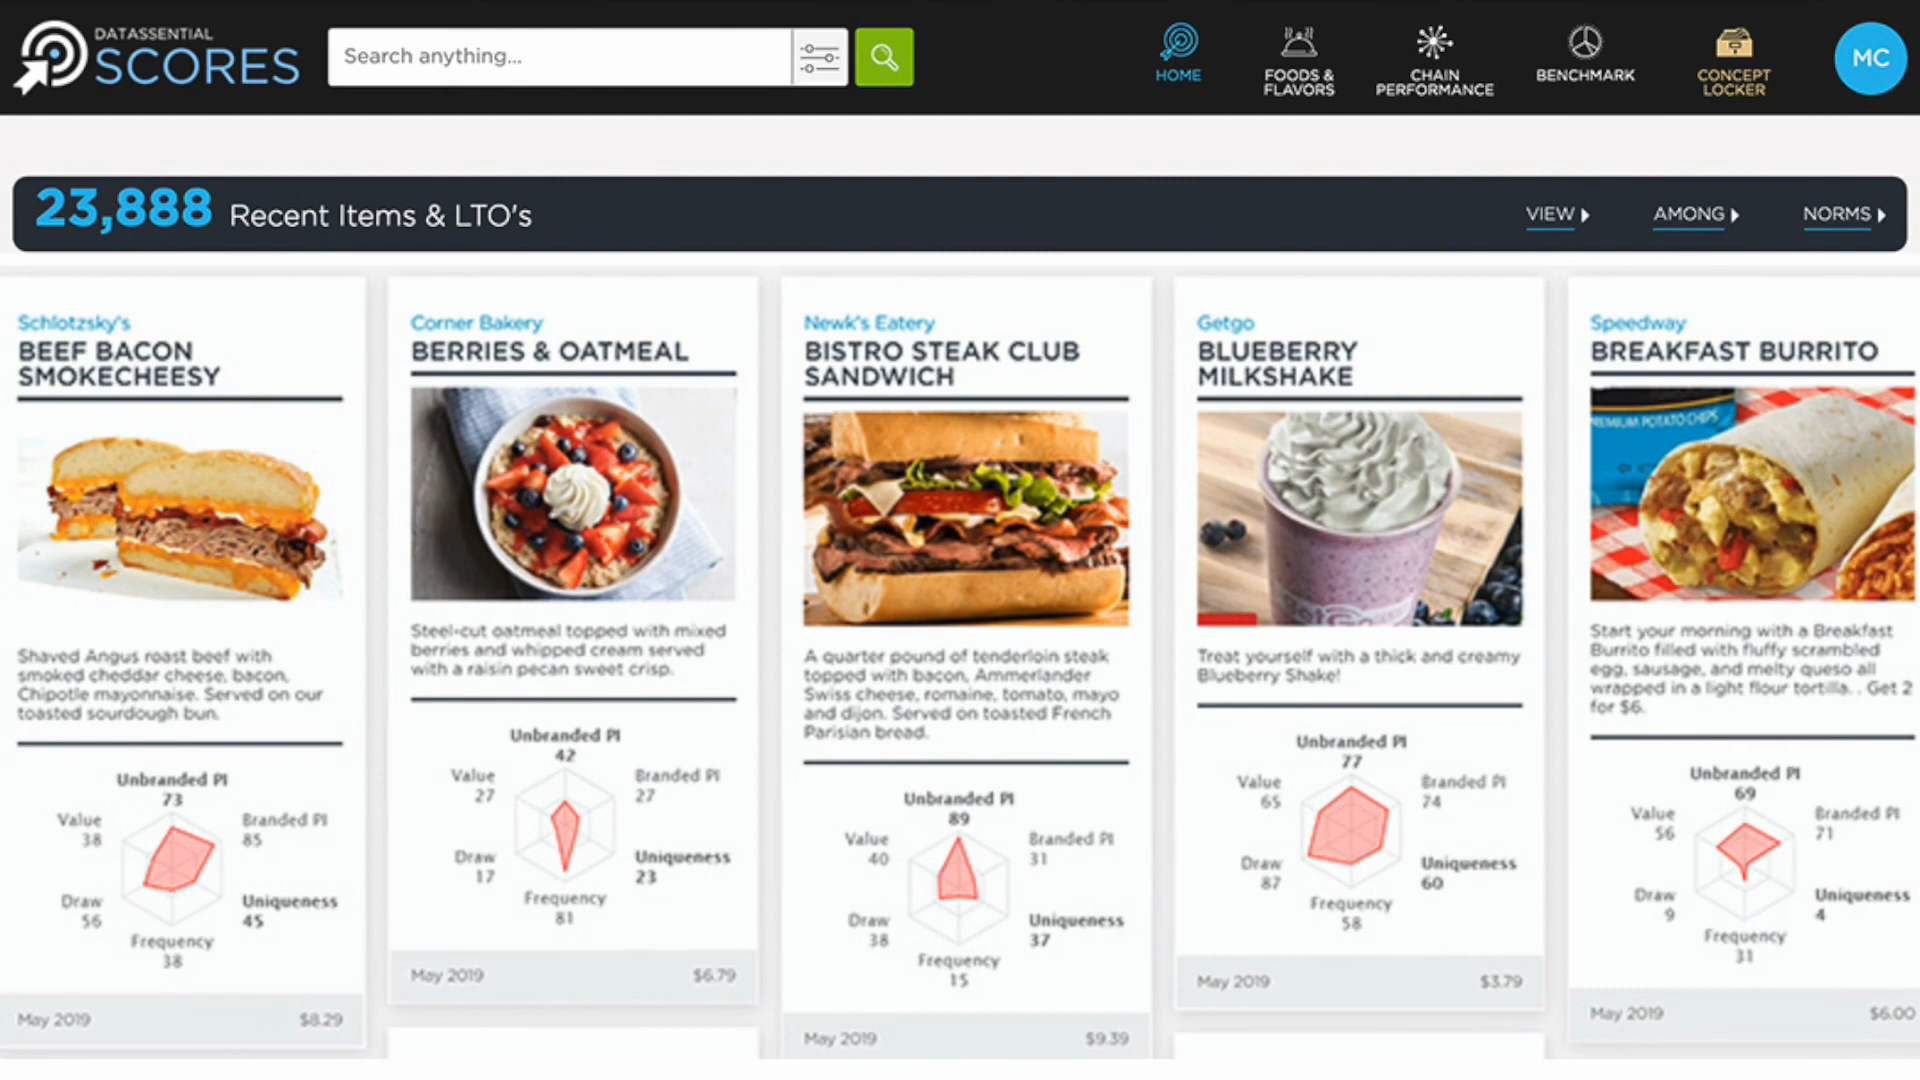 DATASSENTIAL
SCORES
Search anything...
HOME
FOODS &
FLAVORS
CHAIN
PERFORMANCE
BENCHMARK
CONCEPT
LOCKER
MC
23,888 Recent Items & LTO's
VIEW
AMONG
NORMS
Schlotzsky's
BEEF BACON
SMOKECHEESY
Shaved Angus roast beef with
smoked cheddar cheese, bacon,
Chipotle mayonnaise. Served on our
toasted sourdough bun.
Unbranded PI
73
Value
38
Branded PI
85
Draw
56
Uniqueness
45
Frequency
38
May 2019
$8.29
Corner Bakery
BERRIES & OATMEAL
Steel-cut oatmeal topped with mixed
berries and whipped cream served
with a raisin pecan sweet crisp.
Unbranded PI
42
Value
27
Branded PI
27
Draw
17
Uniqueness
23
Frequency
81
May 2019
$6.79
Newk's Eatery
BISTRO STEAK CLUB
SANDWICH
A quarter pound of tenderloin steak
topped with bacon, Ammerlander
Swiss cheese, romaine, tomato, mayo
and dijon. Served on toasted French
Parisian bread.
Unbranded PI
89
Value
40
Branded PI
31
Draw
38
Uniqueness
37
Frequency
15
May 2019
$9.39
Getgo
BLUEBERRY
MILKSHAKE
Treat yourself with a thick and creamy
Blueberry Shake!
Unbranded PI
77
Value
65
Branded PI
74
Draw
87
Uniqueness
60
Frequency
58
May 2019
$3.79
Speedway
BREAKFAST BURRITO
POTATO CHIPS
Start your morning with a Breakfast
Burrito filled with fluffy scrambled
egg, sausage, and melty queso all
wrapped in a light flour tortilla. . Get 2
for $6.
Unbranded PI
69
Value
56
Branded PI
71
Draw
9
Uniqueness
4
Frequency
31
May 2019
$6.00